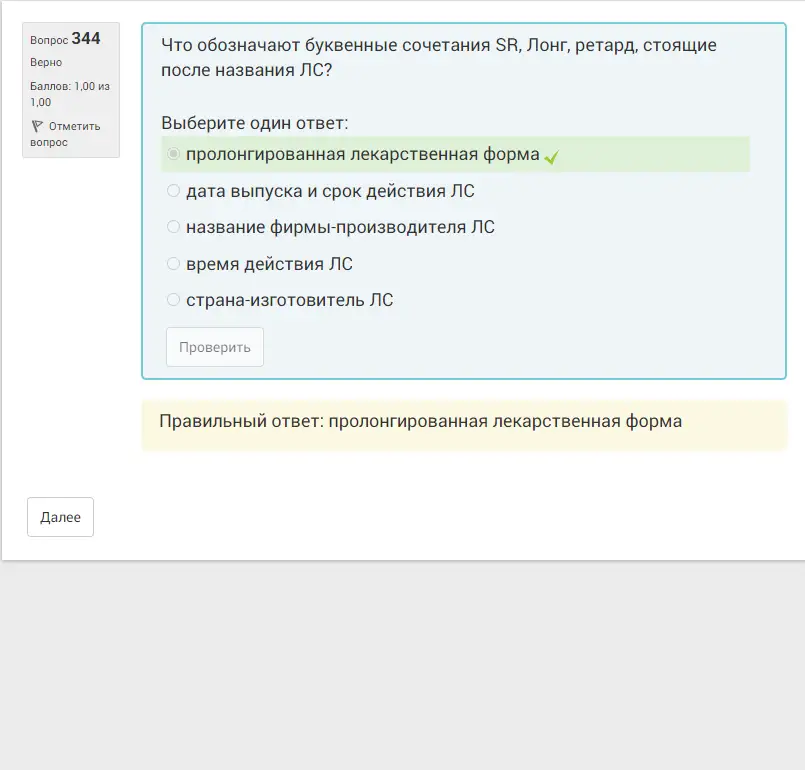 Вопрос 344
Верно
Баллов: 1,00 из
1,00
Отметить
вопрос
Что обозначают буквенные сочетания SR, Лонг, ретард, стоящие
после названия ЛС?
Выберите один ответ:
пролонгированная лекарственная форма
дата выпуска и срок действия ЛС
название фирмы-производителя ЛС
время действия ЛС
страна-изготовитель ЛС
Проверить
Правильный ответ: пролонгированная лекарственная форма
Далее